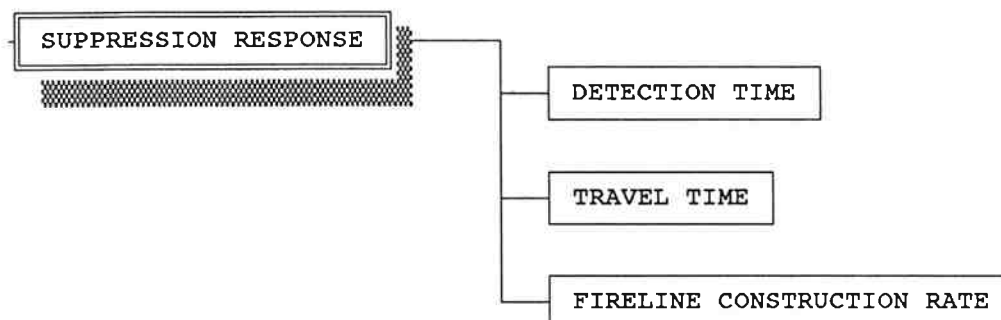 SUPPRESSION RESPONSE
DETECTION TIME
TRAVEL TIME
FIRELINE CONSTRUCTION RATE